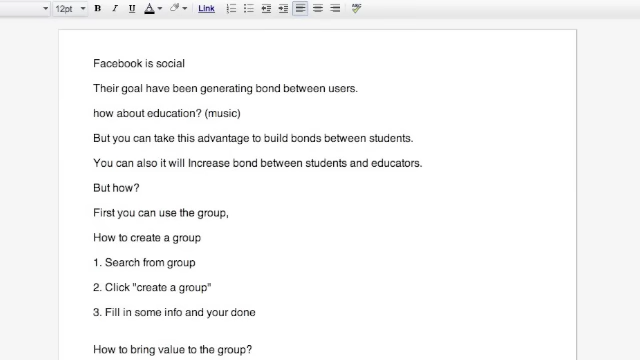 12pt B I U A Link ABC
Facebook is social
Their goal have been generating bond between users.
how about education? (music)
But you can take this advantage to build bonds between students.
You can also it will Increase bond between students and educators.
But how?
First you can use the group,
How to create a group
1. Search from group
2. Click "create a group"
3. Fill in some info and your done
How to bring value to the group?